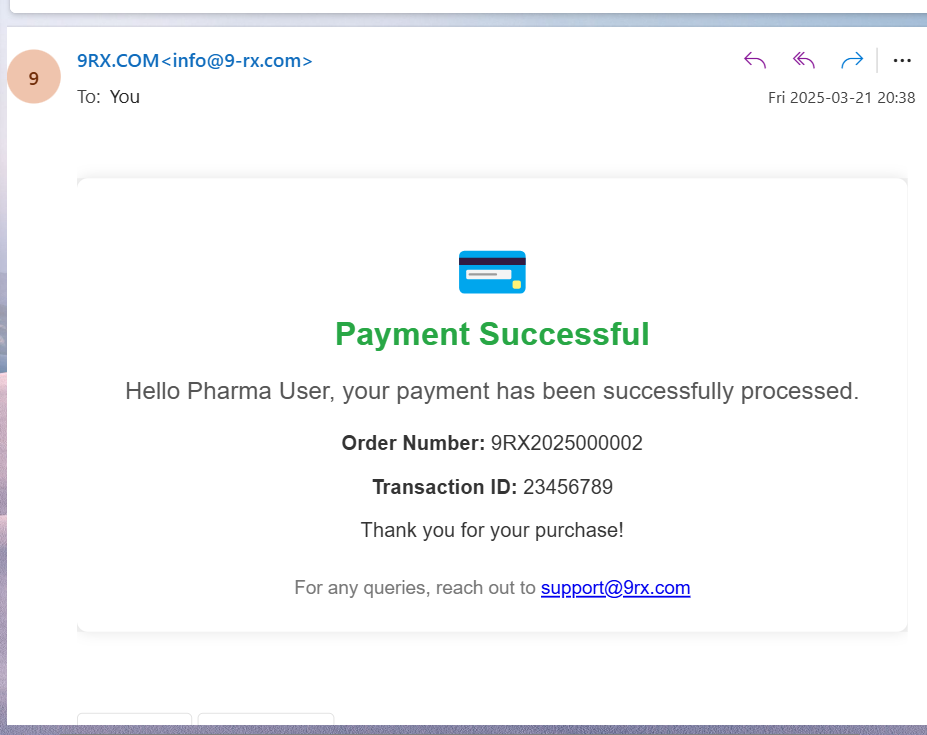 9RX.COM<info@9-rx.com>
9
To: You
Fri 2025-03-21 20:38
Payment Successful
Hello Pharma User, your payment has been successfully processed.
Order Number: 9RX2025000002
Transaction ID: 23456789
Thank you for your purchase!
For any queries, reach out to support@9rx.com